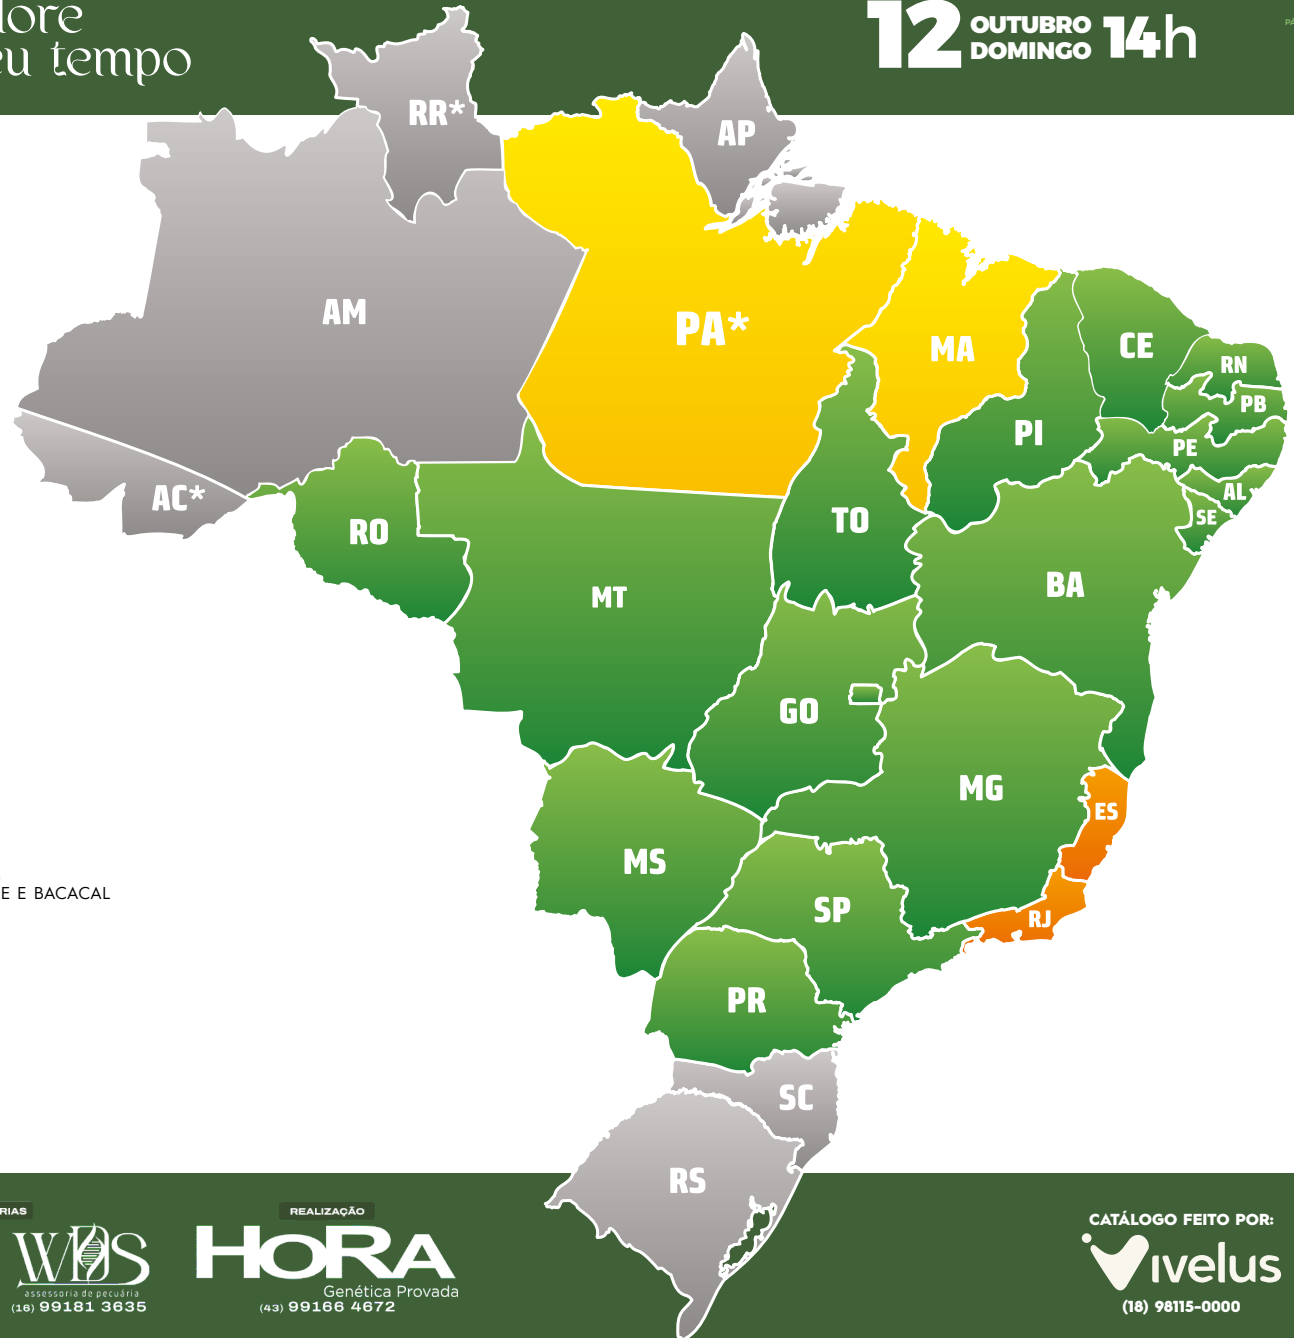 lore
eu tempo
12 OUTUBRO
DOMINGO 14h
RR*
AP
AM
PA*
MA
CE
RN
PB
PI
PE
AL
SE
AC*
RO
TO
MT
BA
GO
MG
ES
MS
SP
RJ
E E BACACAL
PR
SC
RS
RIAS
WDS
assessoria de pecuária
(16) 99181 3635
REALIZAÇÃO
HORA
Genética Provada
(43) 99166 4672
CATÁLOGO FEITO POR:
Vivelus
(18) 98115-0000